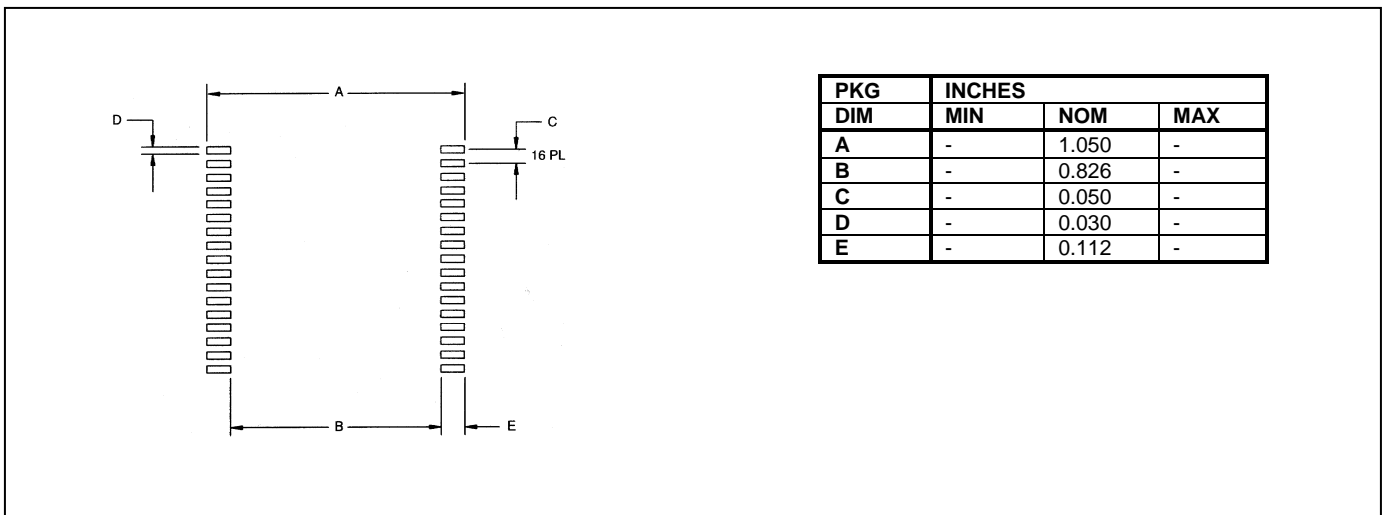 A
D
C
16 PL
B
E
PKG INCHES
DIM MIN NOM MAX
A - 1.050 -
B - 0.826 -
C - 0.050 -
D - 0.030 -
E - 0.112 -